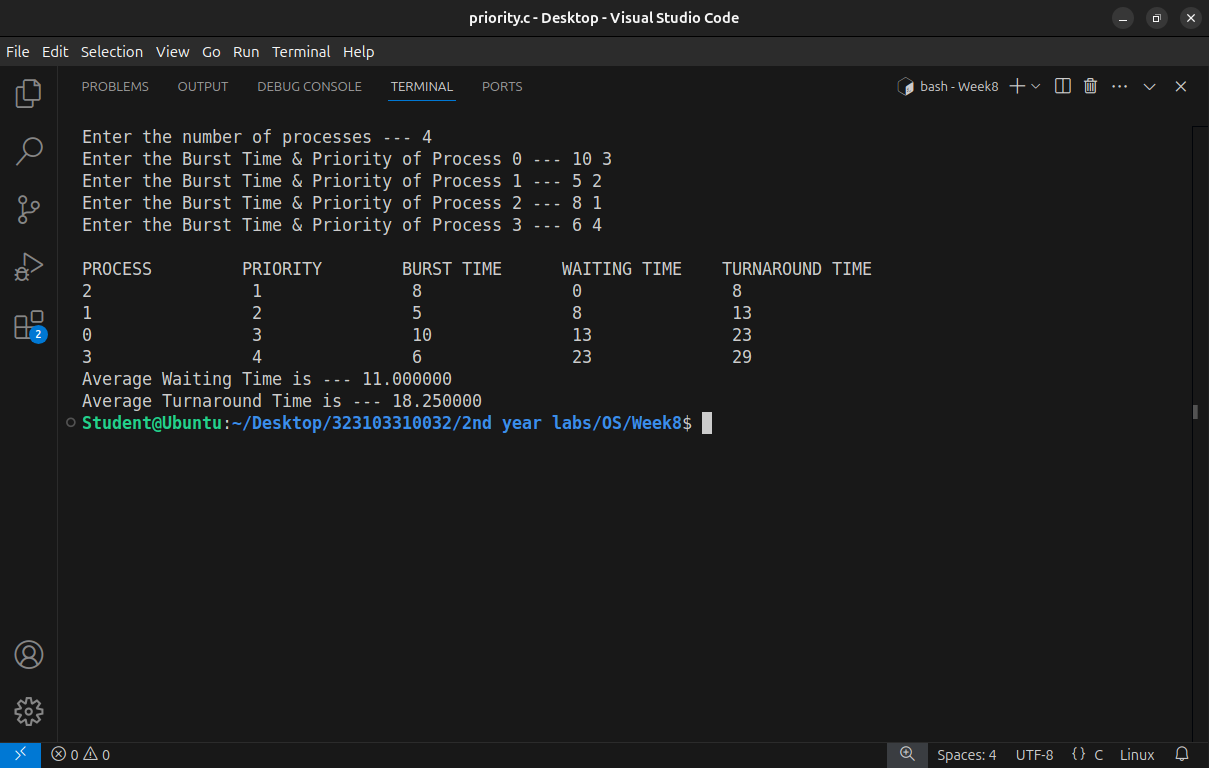 priority.c - Desktop - Visual Studio Code
File Edit Selection View Go Run Terminal Help
PROBLEMS OUTPUT DEBUG CONSOLE TERMINAL PORTS bash - Week8
Enter the number of processes --- 4
Enter the Burst Time & Priority of Process 0 --- 10 3
Enter the Burst Time & Priority of Process 1 --- 5 2
Enter the Burst Time & Priority of Process 2 --- 8 1
Enter the Burst Time & Priority of Process 3 --- 6 4
PROCESS PRIORITY BURST TIME WAITING TIME TURNAROUND TIME
2 1 8 0 8
1 2 5 8 13
0 3 10 13 23
3 4 6 23 29
Average Waiting Time is --- 11.000000
Average Turnaround Time is --- 18.250000
Student@Ubuntu:~/Desktop/323103310032/2nd year labs/OS/Week8$
2
0 0 Spaces: 4 UTF-8 {} C Linux